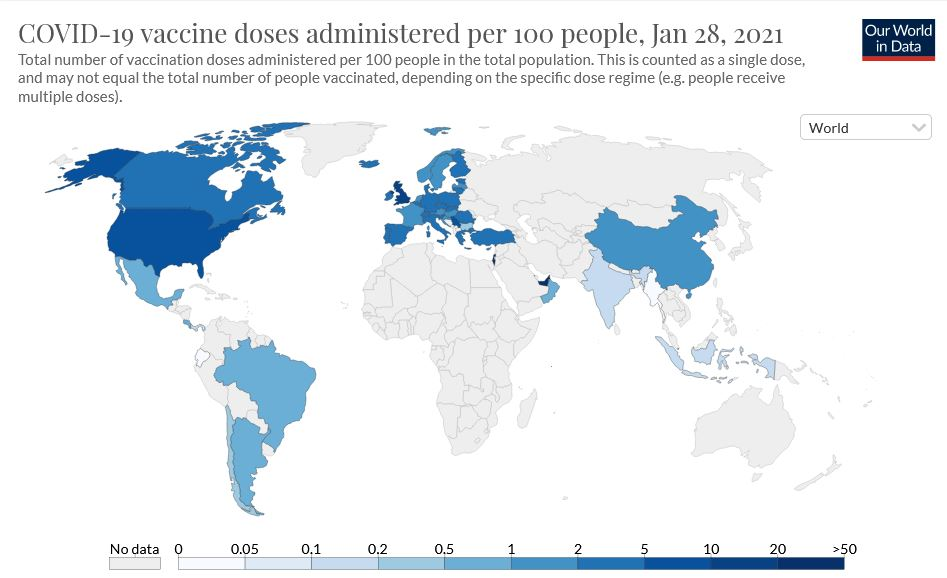 COVID-19 vaccine doses administered per 100 people, Jan 28, 2021
Our World
in Data
Total number of vaccination doses administered per 100 people in the total population. This is counted as a single dose,
and may not equal the total number of people vaccinated, depending on the specific dose regime (e.g. people receive
multiple doses).
World
No data 0 0.05 0.1 0.2 0.5 1 2 5 10 20 >50